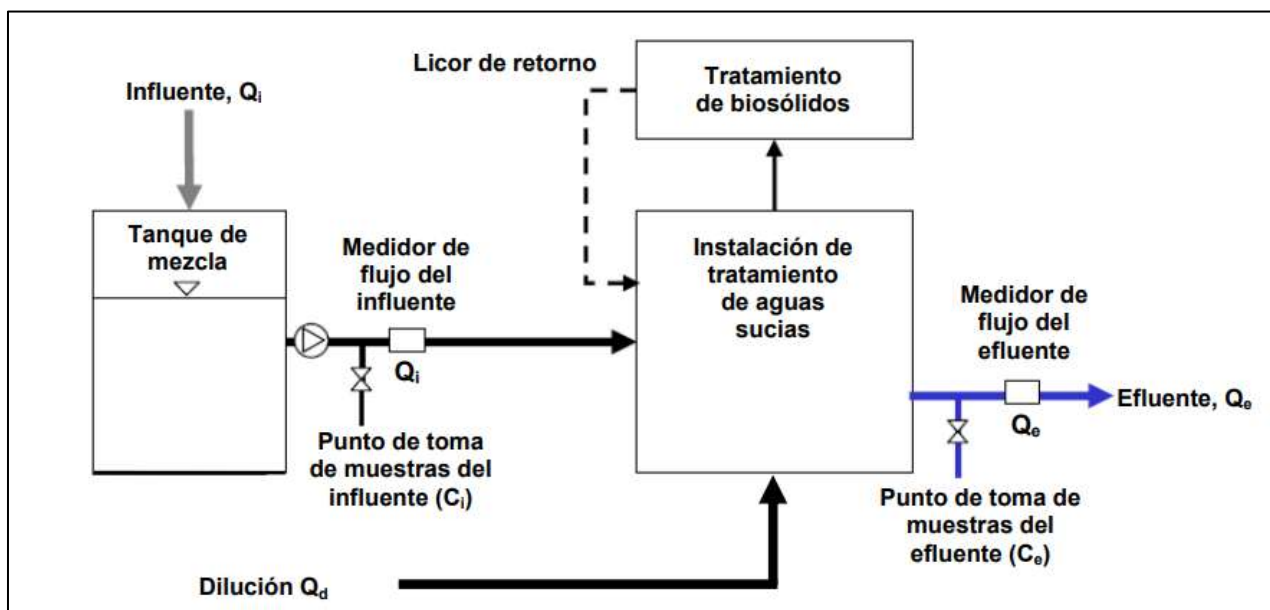 Licor de retorno
Tratamiento
de biosólidos
Influente, Qi
Tanque de
mezcla
Medidor de
flujo del
influente
Qi
Punto de toma
de muestras del
influente (Ci)
Instalación de
tratamiento
de aguas
sucias
Medidor de
flujo del
efluente
Qe
Efluente, Qe
Punto de toma de
muestras del
efluente (Ce)
Dilución Qd